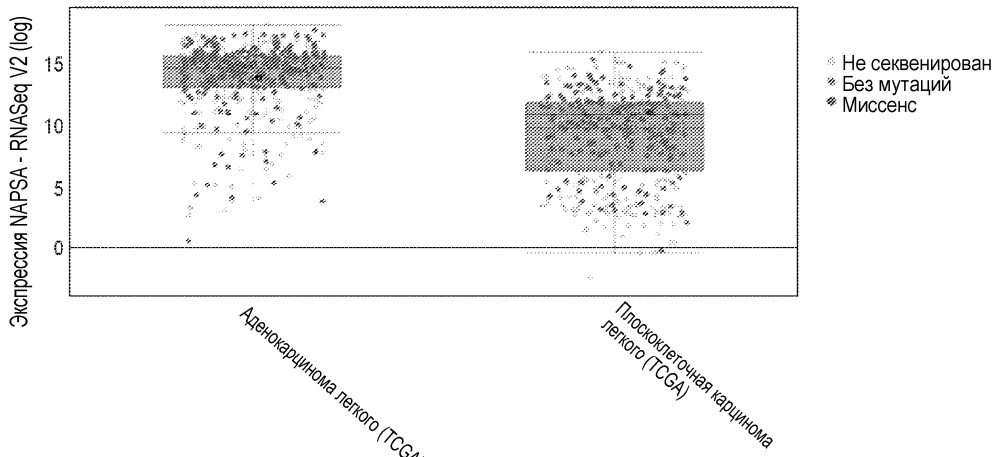 Экспрессия NAPSA - RNASeq V2 (log)
15
10
5
0
Не секвенирован
Без мутаций
Миссенс
Аденокарцинома легкого (TCGA)
Плоскоклеточная карцинома
легкого (TCGA)